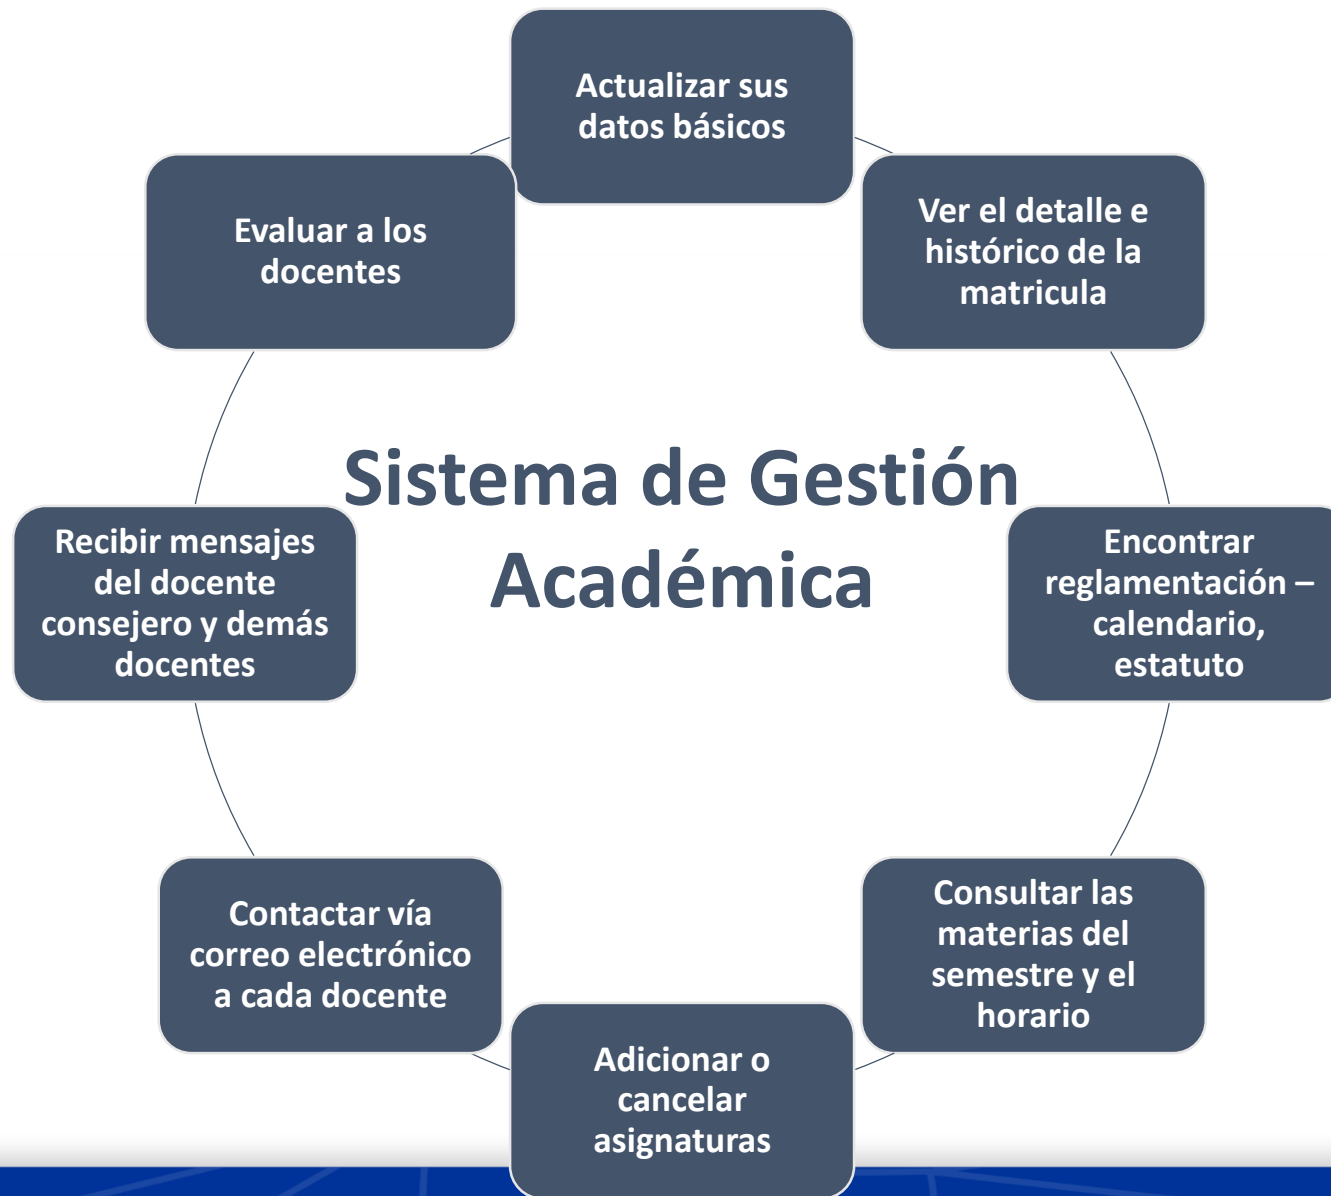 Actualizar sus
datos básicos
Ver el detalle e
histórico de la
matricula
Encontrar
reglamentación –
calendario,
estatuto
Consultar las
materias del
semestre y el
horario
Adicionar o
cancelar
asignaturas
Contactar vía
correo electrónico
a cada docente
Recibir mensajes
del docente
consejero y demás
docentes
Evaluar a los
docentes
Sistema de Gestión
Académica